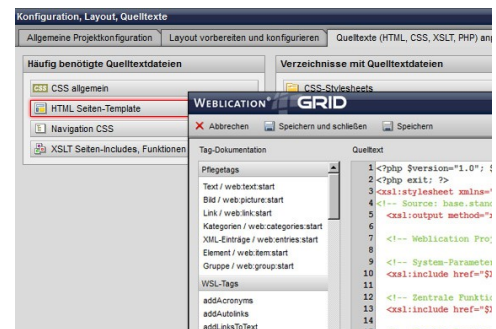 Konfiguration, Layout, Quelltexte
Allgemeine Projektkonfiguration
Layout vorbereiten und konfigurieren
Quelltexte (HTML, CSS, XSLT, PHP) an
Häufig benötigte Quelltextdateien
CSS allgemein
HTML Seiten-Template
Navigation CSS
XSLT Seiten-Includes, Funktionen
Verzeichnisse mit Quelltextdateien
CSS-Stylesheets
WEBLICATION® GRID
Abbrechen
Speichern und schließen
Speichern
Tag-Dokumentation
Pflegetags
Text / web:text:start
Bild / web:picture:start
Link / web:link:start
Kategorien / web:categories:start
XML-Einträge / web:entries:start
Element / web:item:start
Gruppe / web:group:start
WSL-Tags
addAcronyms
addAutolinks
addLinksToText
Quelltext
1 <?php $version="1.0"; $
2 <?php exit; ?>
3 <xsl:stylesheet xmlns="
4 <!-- Source: base.stand
5 <xsl:output method="x
6
7 <!-- Weblication Proj
8
9 <!-- System-Parameter
10 <xsl:include href="$X
11
12 <!-- Zentrale Funktio
13 <xsl:include href="$X
14